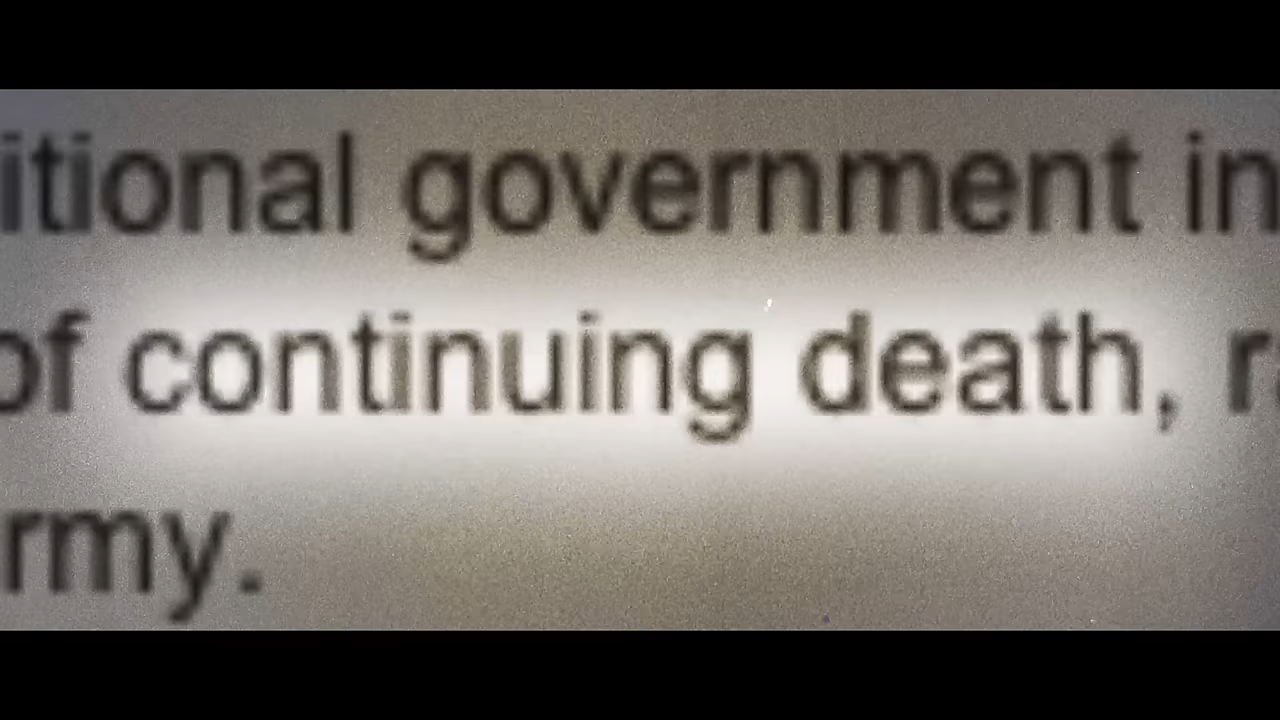 itional government in
of continuing death, r
rmy.